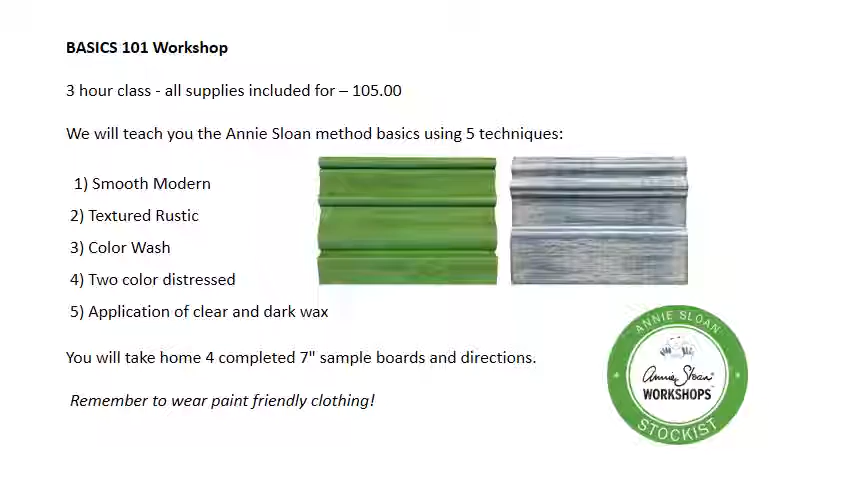 BASICS 101 Workshop
3 hour class - all supplies included for – 105.00
We will teach you the Annie Sloan method basics using 5 techniques:
1) Smooth Modern
2) Textured Rustic
3) Color Wash
4) Two color distressed
5) Application of clear and dark wax
You will take home 4 completed 7" sample boards and directions.
Remember to wear paint friendly clothing!
ANNIE SLOAN
Annie Sloan
WORKSHOPS
STOCKIST